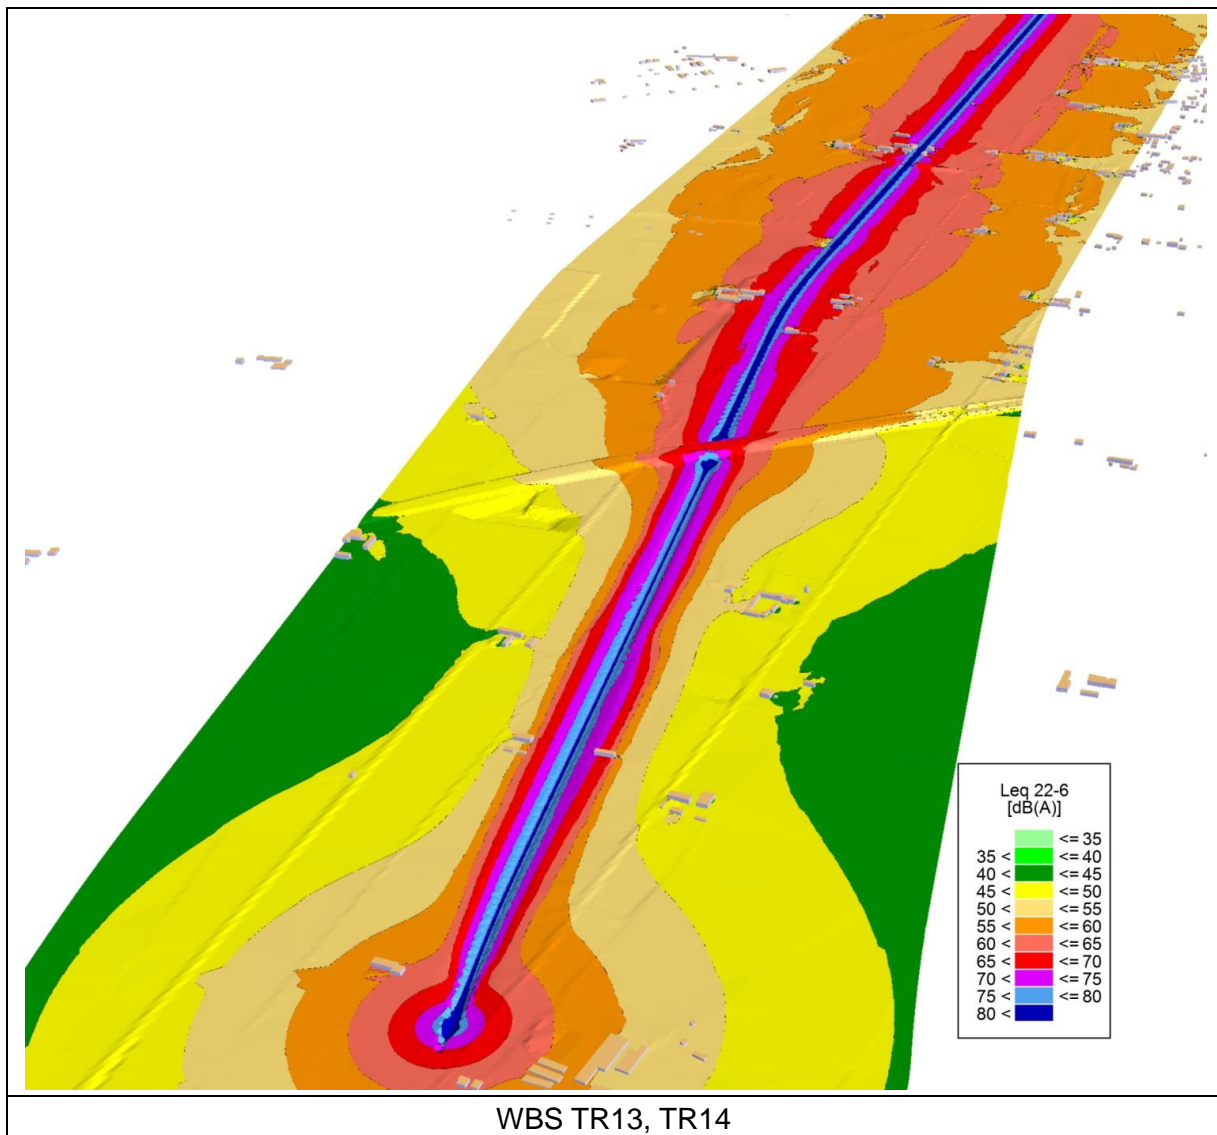 Leq 22-6
[dB(A)]
<= 35
35 < <= 40
40 < <= 45
45 < <= 50
50 < <= 55
55 < <= 60
60 < <= 65
65 < <= 70
70 < <= 75
75 < <= 80
80 <
WBS TR13, TR14